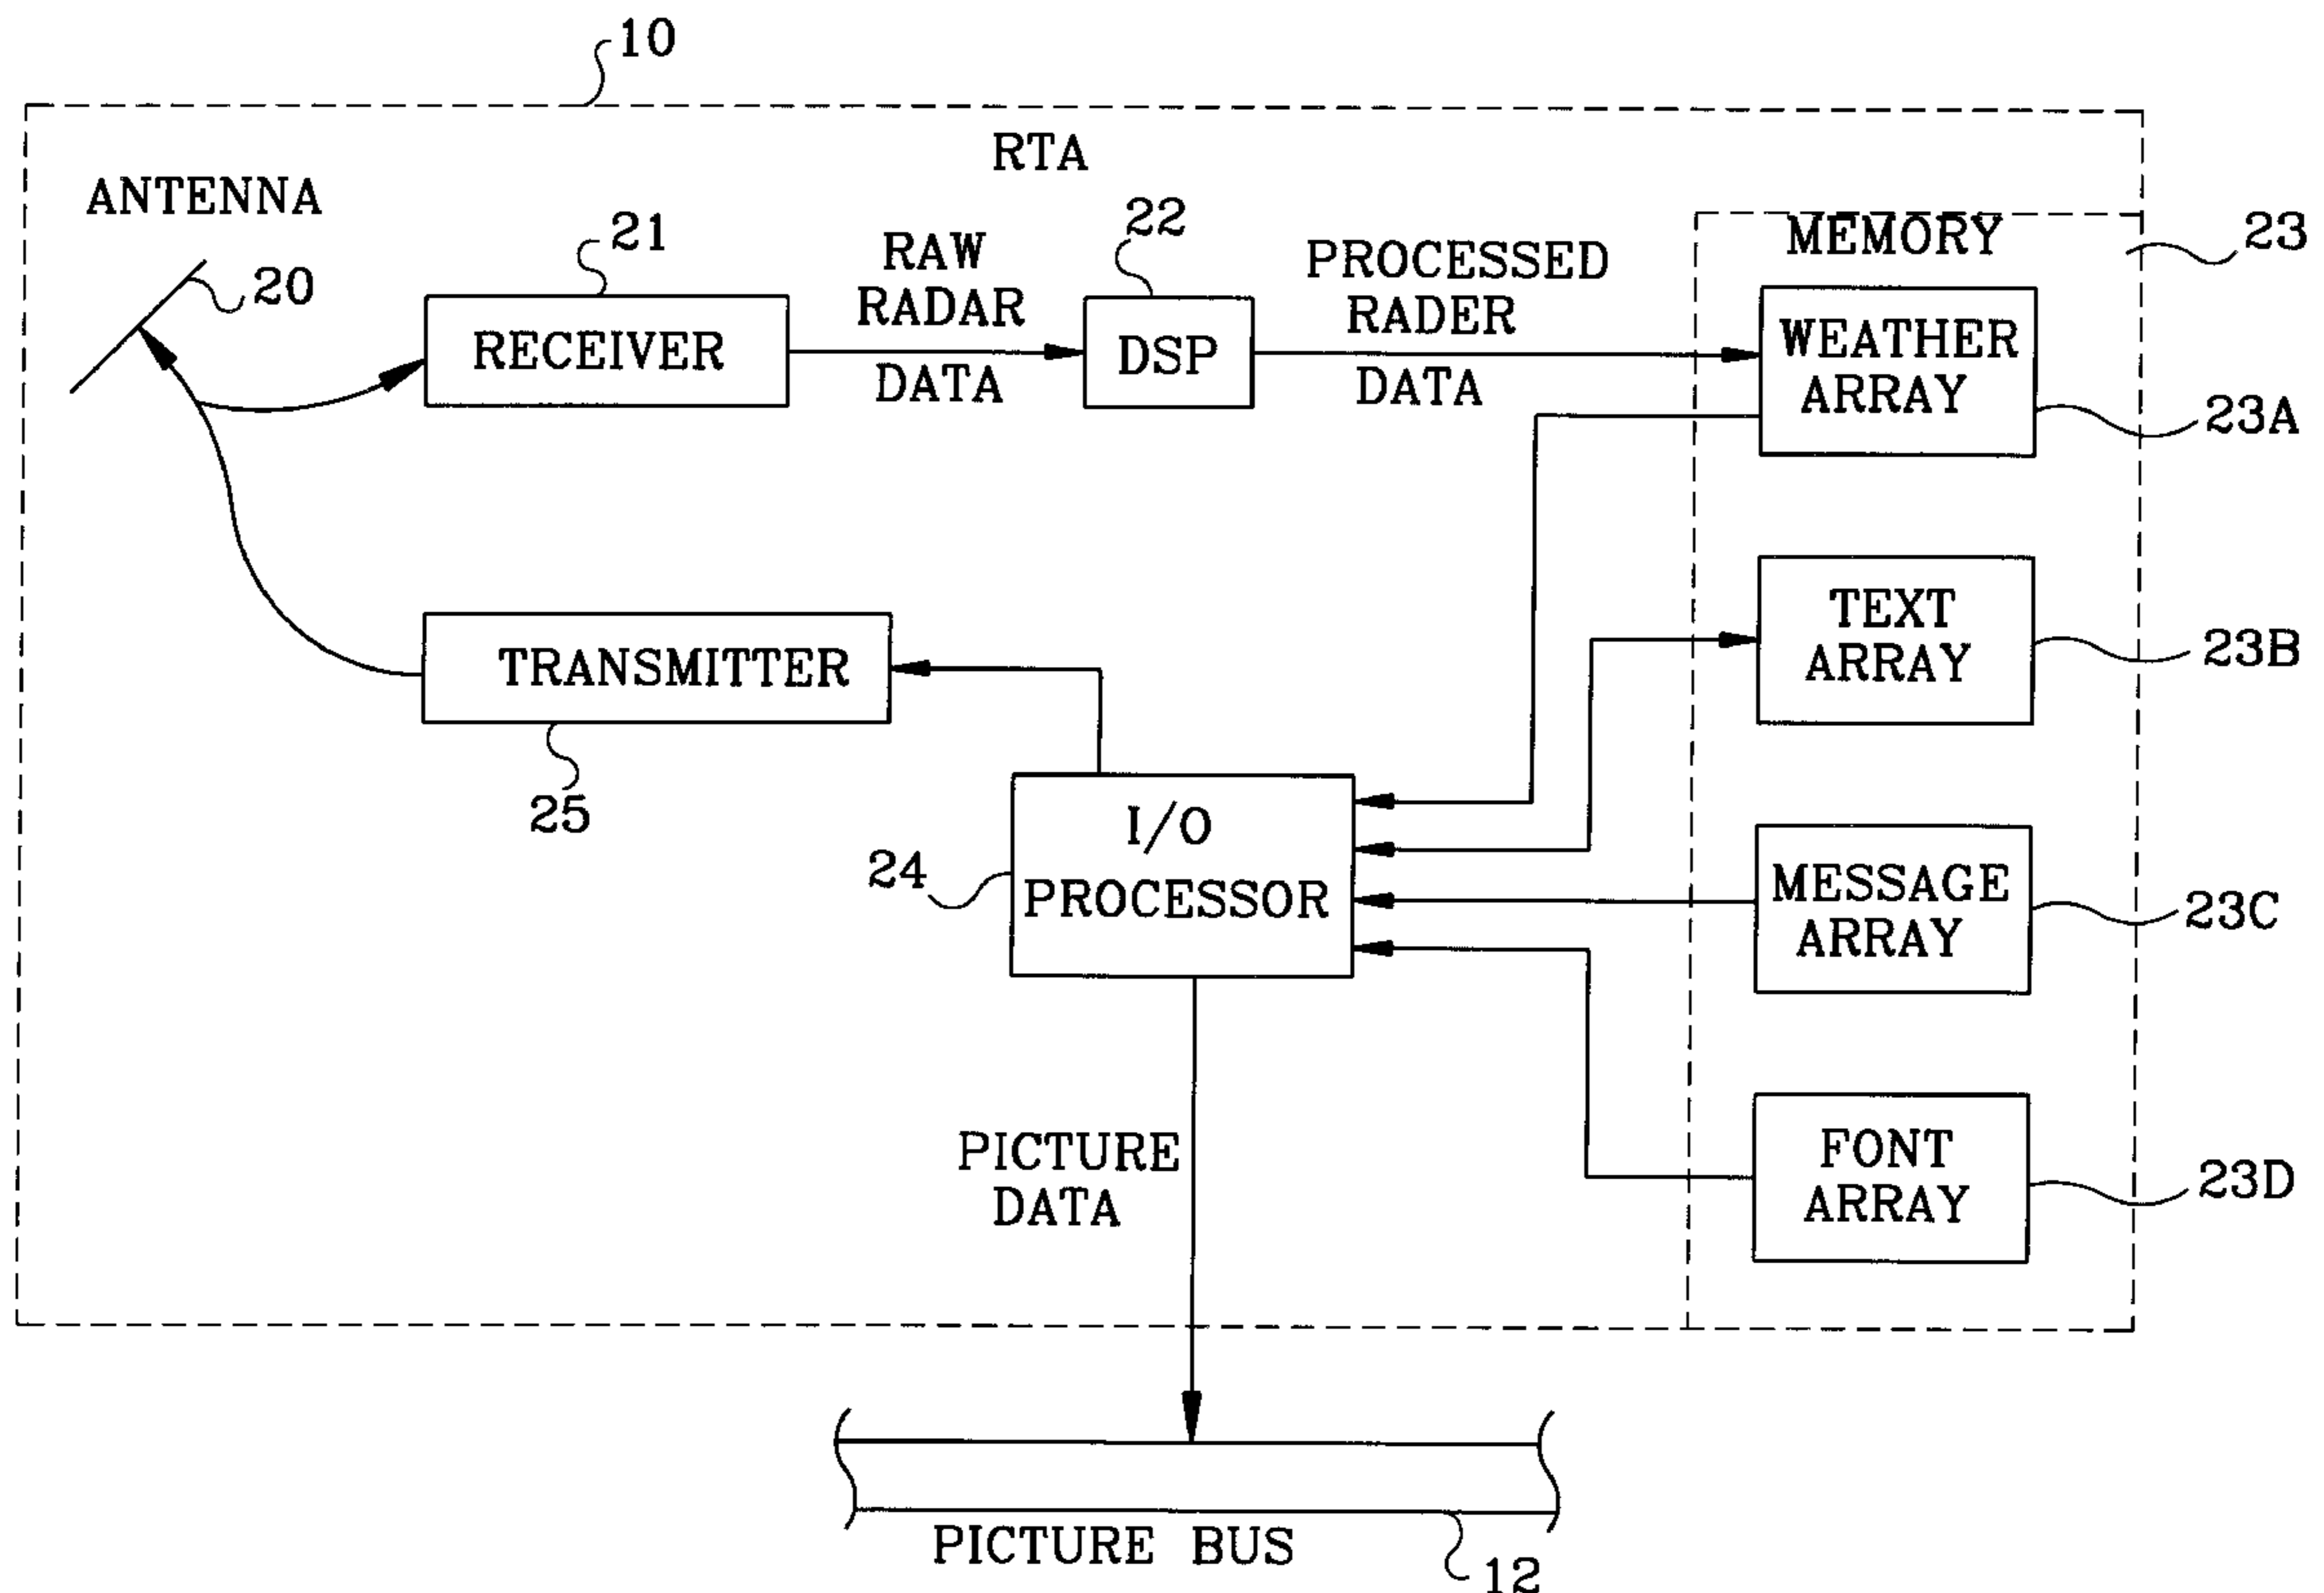 10
RTA
ANTENNA
20
21
RECEIVER
RAW
RADAR
DATA
22
DSP
PROCESSED
RADER
DATA
MEMORY
23
WEATHER
ARRAY
23A
TEXT
ARRAY
23B
TRANSMITTER
25
I/O
PROCESSOR
24
MESSAGE
ARRAY
23C
FONT
ARRAY
23D
PICTURE
DATA
PICTURE BUS
12